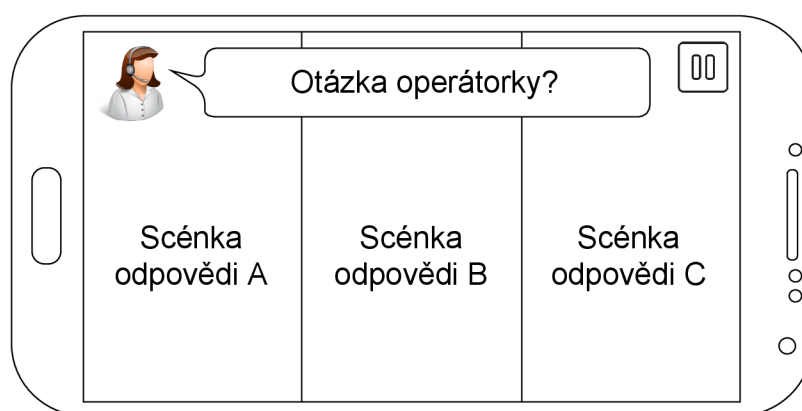 Otázka operátorky?
Scénka
odpovědi A
Scénka
odpovědi B
Scénka
odpovědi C